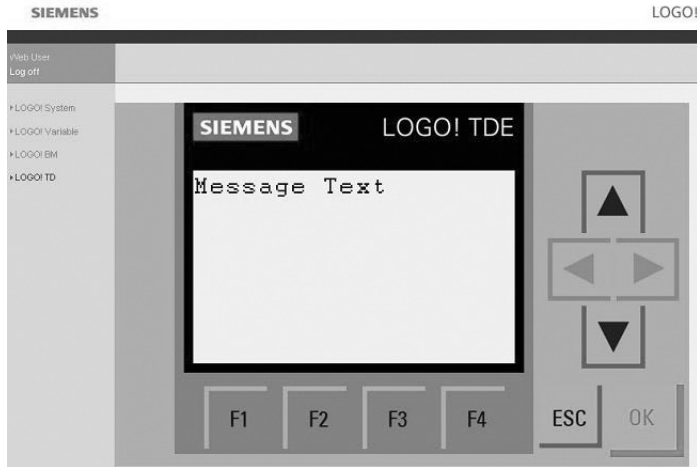 SIEMENS
LOGO!
Web User
Log off
LOGO! System
LOGO! Variable
LOGO! BM
LOGO! TD
SIEMENS
LOGO! TDE
Message Text
F1
F2
F3
F4
ESC
OK